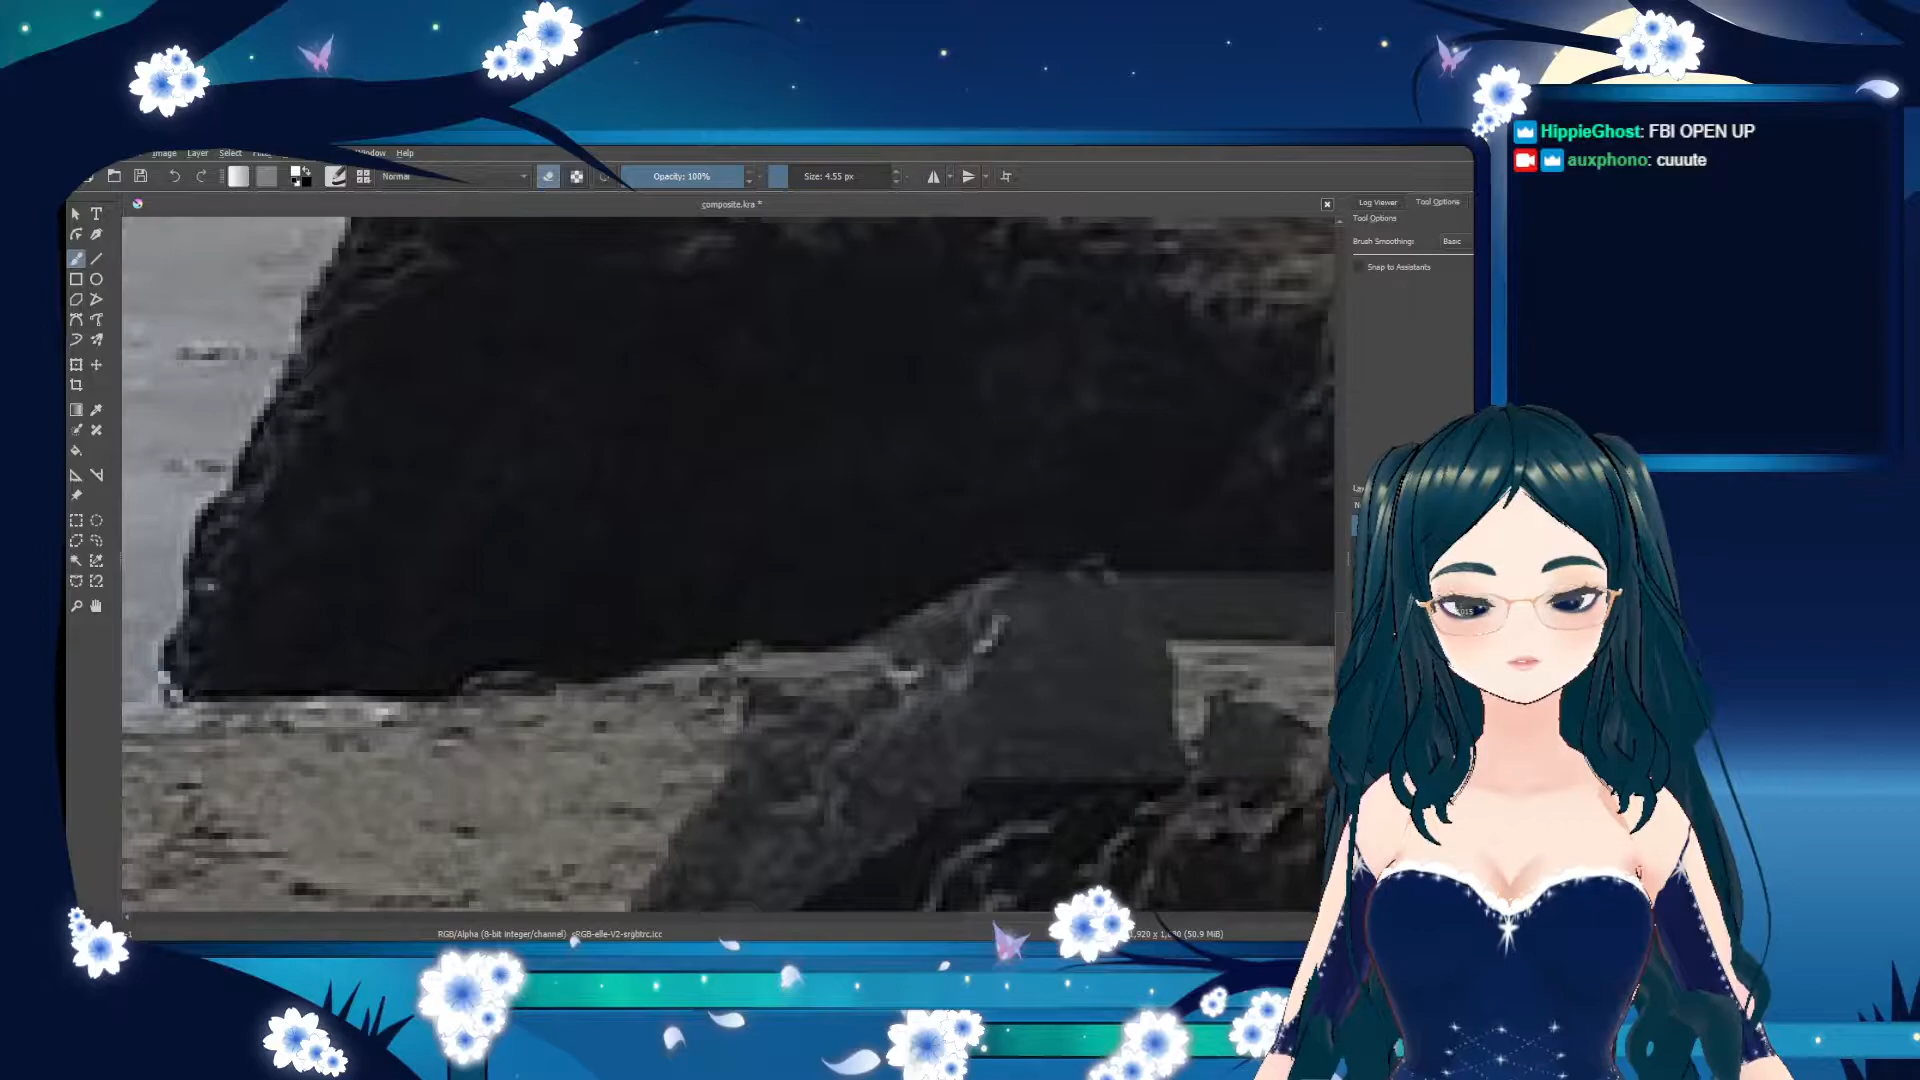 HippieGhost: FBI OPEN UP
auxphono: cuuute
Image Layer Select Window Help
Normal Opacity: 100% Size: 4.55 px
composite.kra *
Log Viewer Tool Options
Tool Options
Brush Smoothing: Basic
Snap to Assistants
RGB/Alpha (8-bit integer/channel) sRGB-elle-V2-srgbtrc.icc
(50.9 MiB)